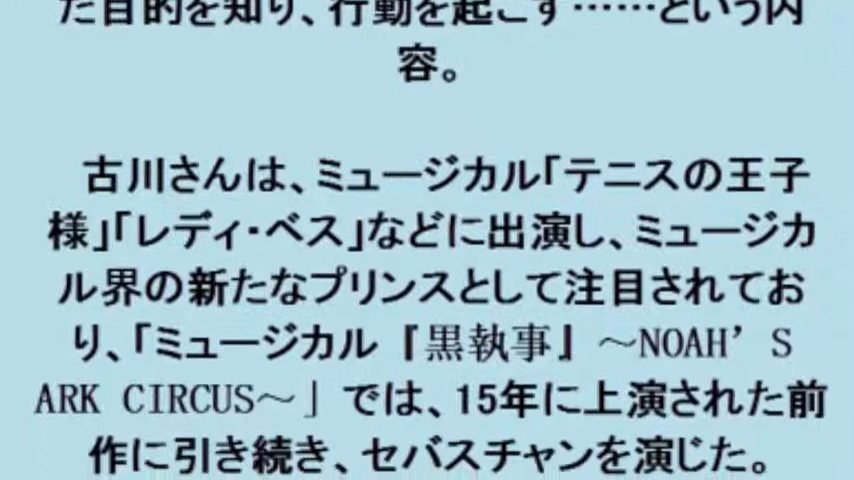 た目的を知り、行動を起こす……という内
容。
古川さんは、ミュージカル「テニスの王子
様」「レディ・ベス」などに出演し、ミュージカ
ル界の新たなプリンスとして注目されてお
り、「ミュージカル『黒執事』～NOAH’S
ARK CIRCUS～」では、15年に上演された前
作に引き続き、セバスチャンを演じた。